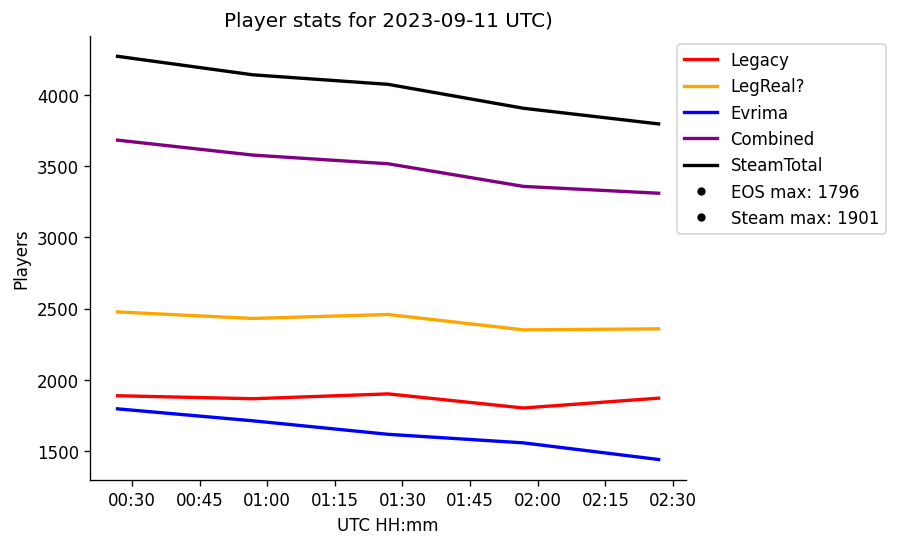 Player stats for 2023-09-11 UTC)
Legacy
LegReal?
Evrima
Combined
SteamTotal
EOS max: 1796
Steam max: 1901
Players
4000
3500
3000
2500
2000
1500
00:30 00:45 01:00 01:15 01:30 01:45 02:00 02:15 02:30
UTC HH:mm